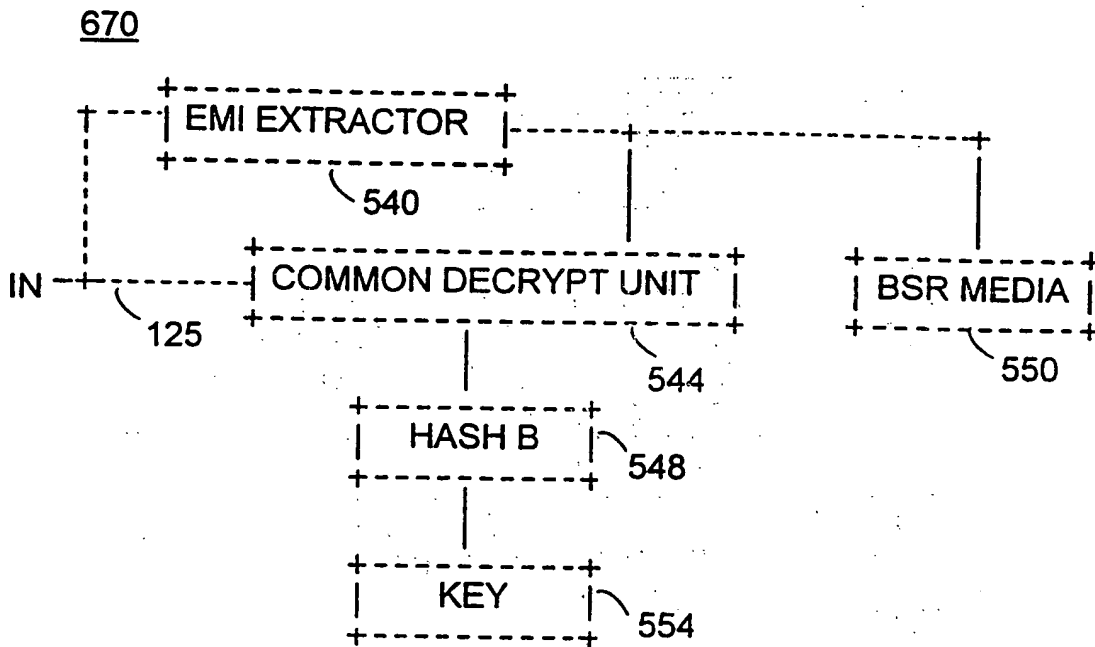 670
EMI EXTRACTOR
540
IN
COMMON DECRYPT UNIT
BSR MEDIA
125
544
550
HASH B
548
KEY
554